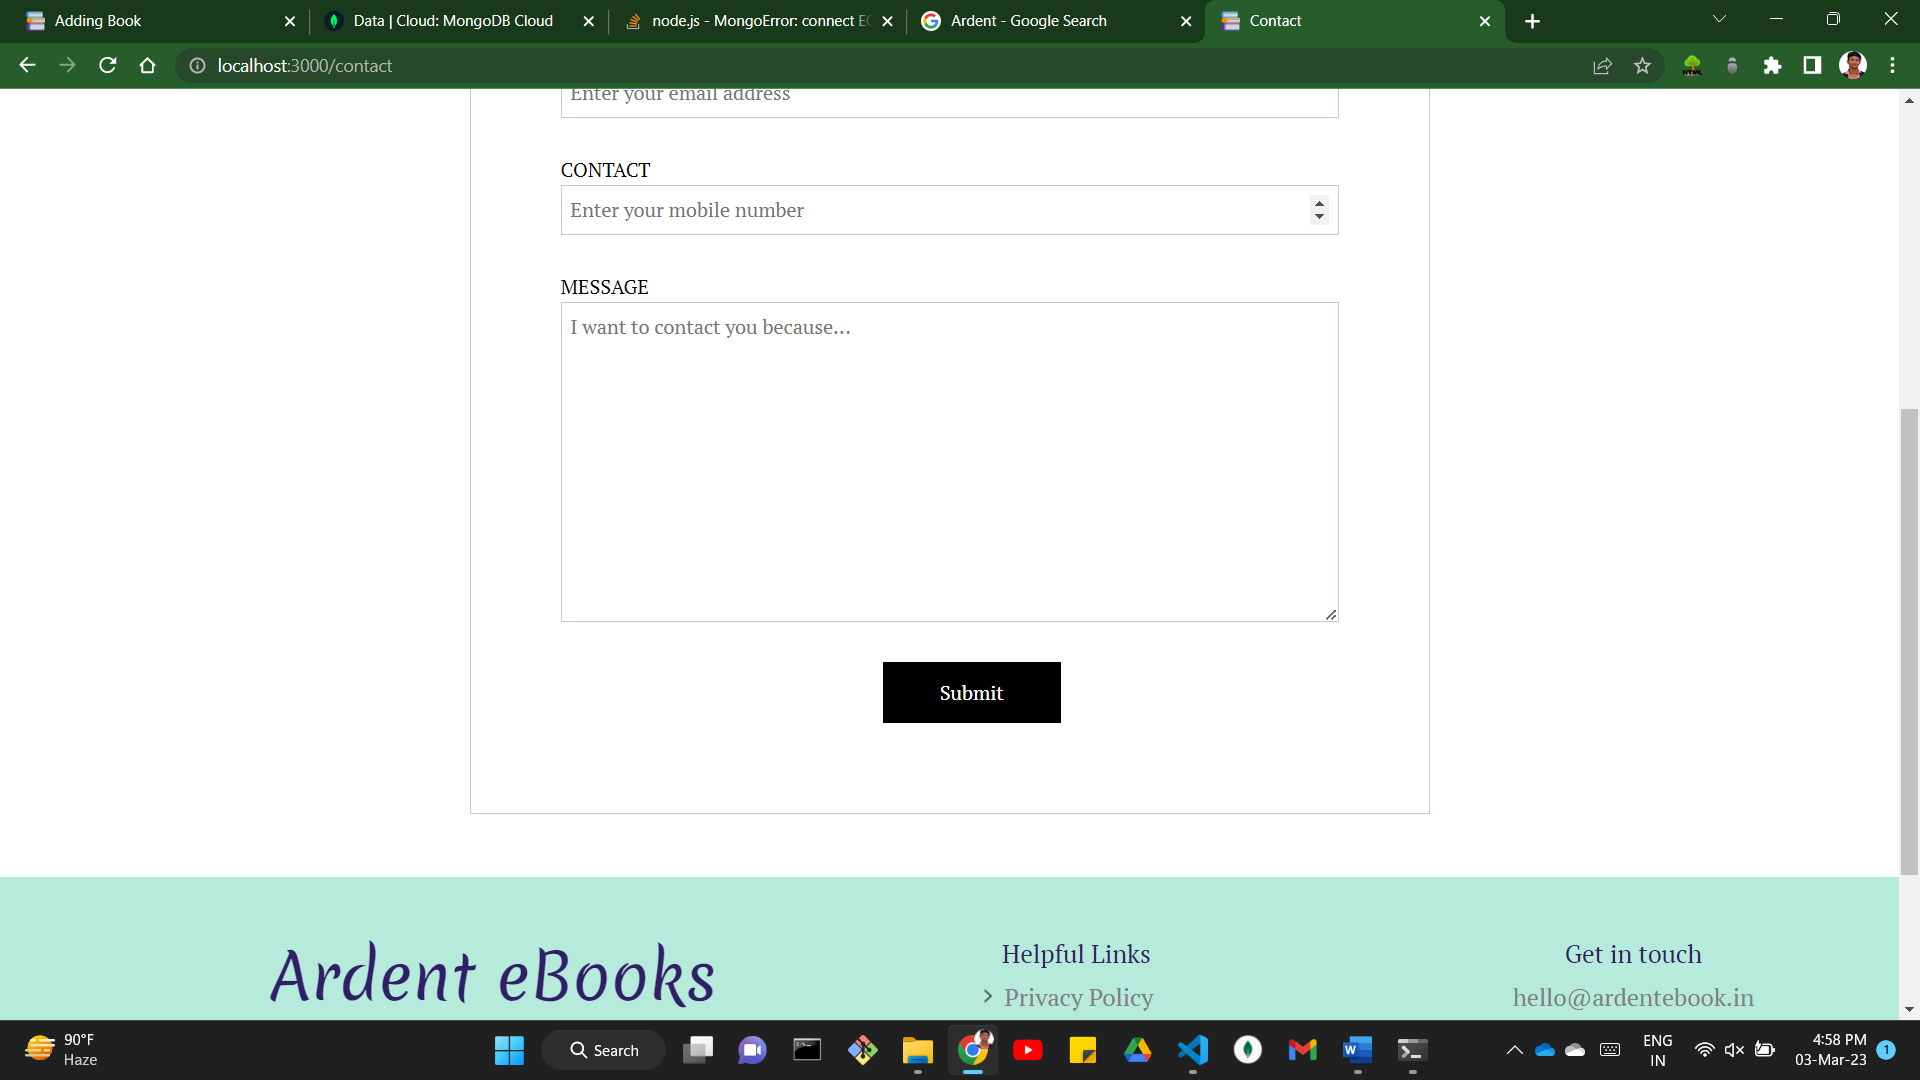 Adding Book
Data | Cloud: MongoDB Cloud
node.js - MongoError: connect EC
Ardent - Google Search
Contact
localhost:3000/contact
Enter your email address
CONTACT
Enter your mobile number
MESSAGE
I want to contact you because...
Submit
Ardent eBooks
Helpful Links
Privacy Policy
Get in touch
hello@ardentebook.in
90°F
Haze
Search
ENG
IN
4:58 PM
03-Mar-23
1